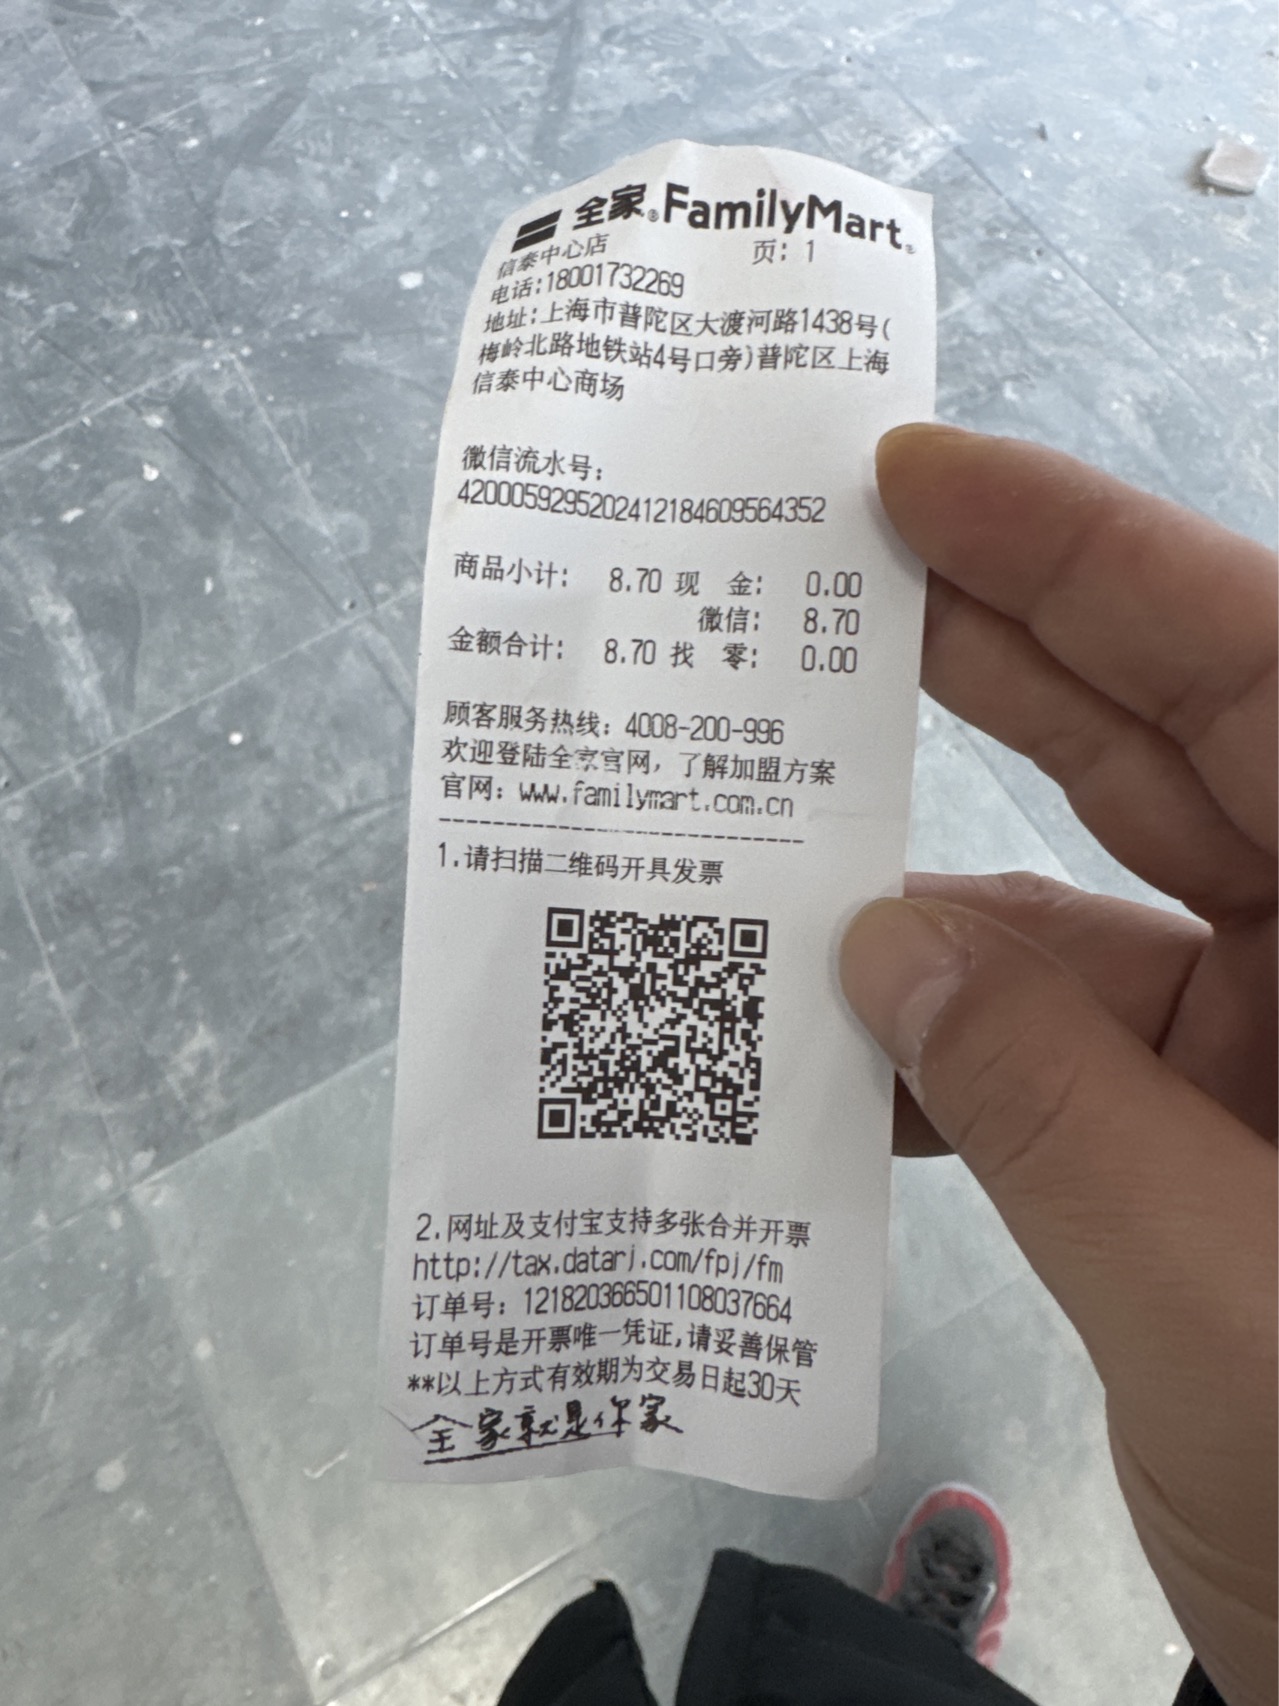 全家®FamilyMart®
信泰中心店 页: 1
电话:18001732269
地址:上海市普陀区大渡河路1438号(
梅岭北路地铁站4号口旁)普陀区上海
信泰中心商场
微信流水号:
4200059295202412184609564352
商品小计: 8.70 现 金: 0.00
微信: 8.70
金额合计: 8.70 找 零: 0.00
顾客服务热线: 4008-200-996
欢迎登陆全家官网, 了解加盟方案
官网: www.familymart.com.cn
----------------------------
1.请扫描二维码开具发票
2.网址及支付宝支持多张合并开票
http://tax.datarj.com/fpj/fm
订单号: 121820366501108037664
订单号是开票唯一凭证,请妥善保管
**以上方式有效期为交易日起30天
全家就是你家